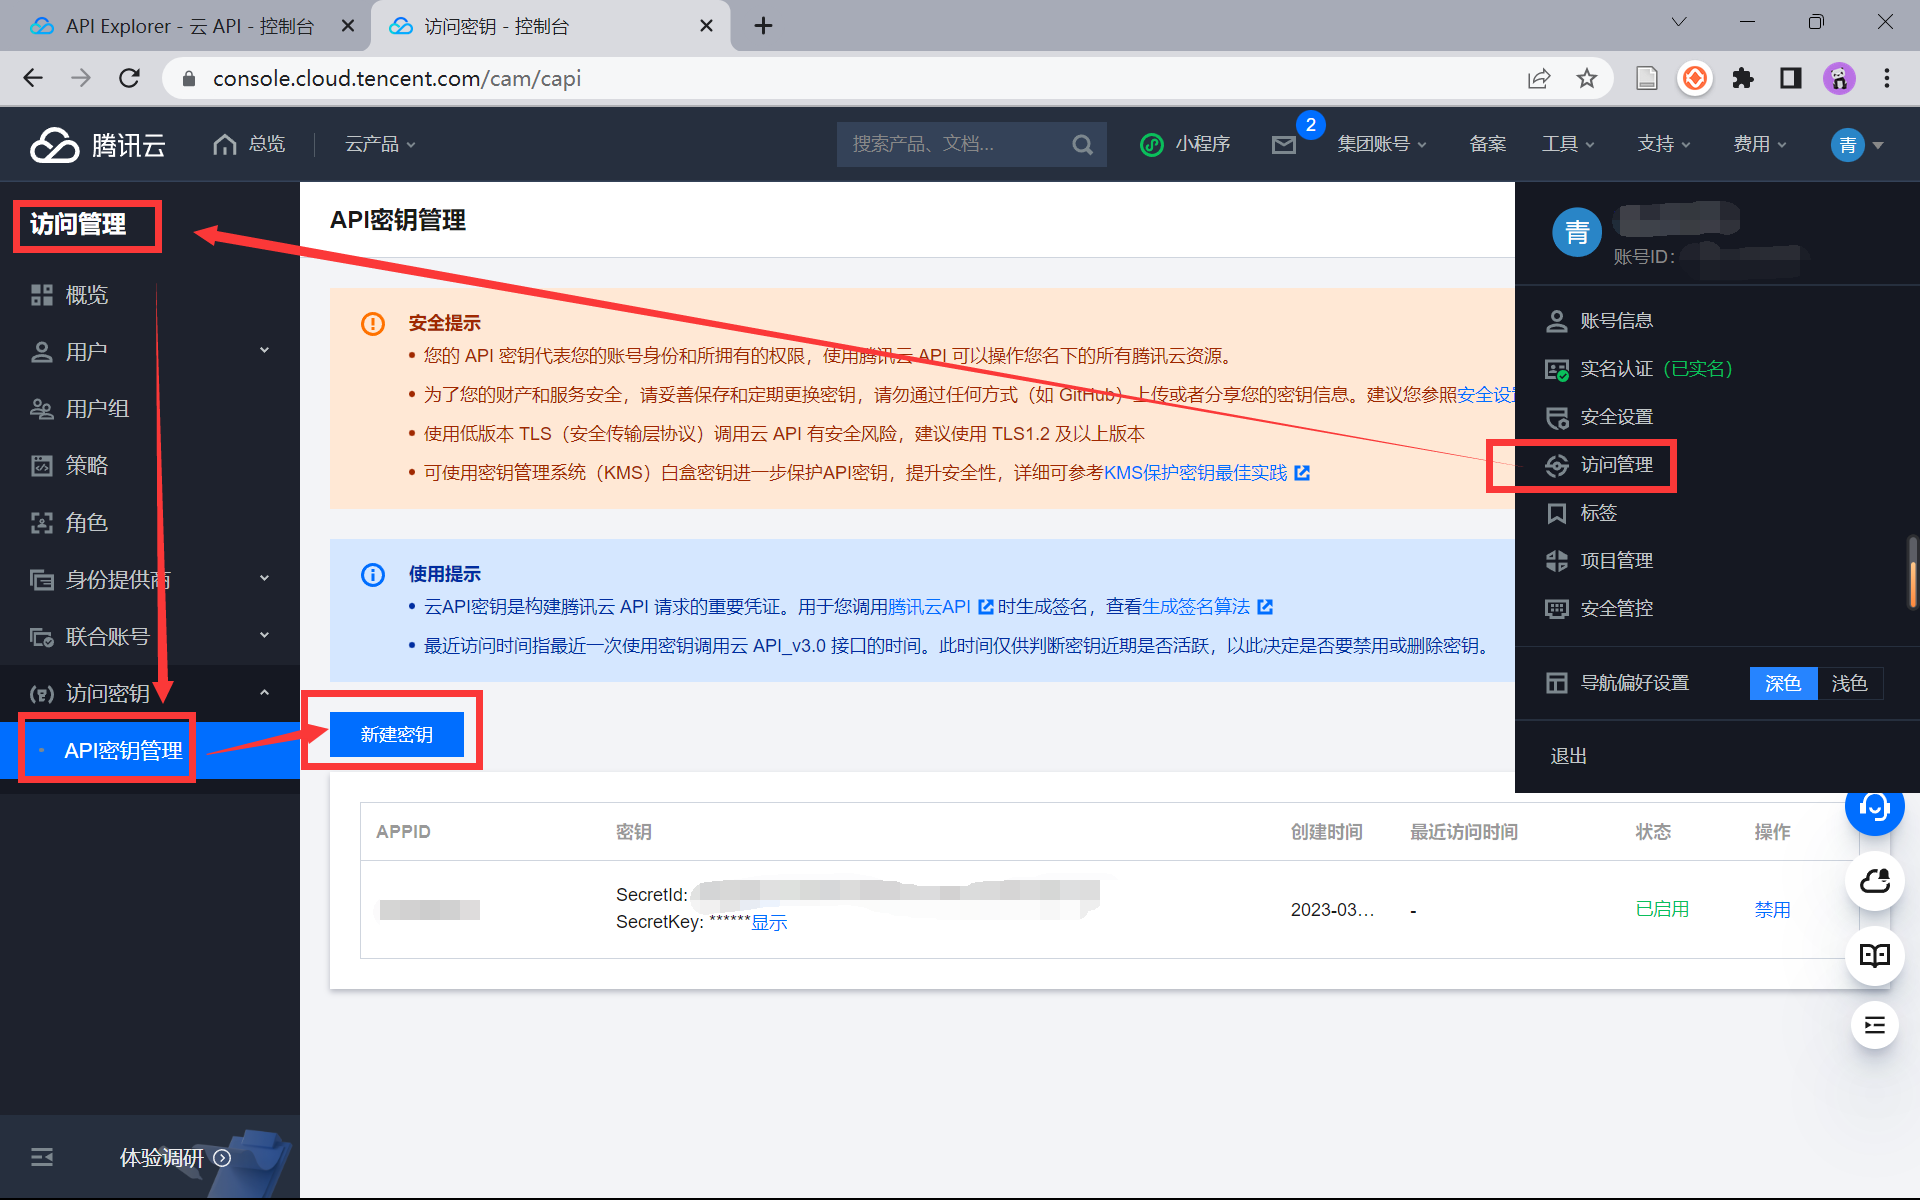 API Explorer - 云 API - 控制台
访问密钥 - 控制台
console.cloud.tencent.com/cam/capi
腾讯云
总览
云产品
搜索产品、文档...
小程序
2
集团账号
备案
工具
支持
费用
青
访问管理
概览
用户
用户组
策略
角色
身份提供商
联合账号
访问密钥
API密钥管理
体验调研
API密钥管理
安全提示
• 您的 API 密钥代表您的账号身份和所拥有的权限，使用腾讯云 API 可以操作您名下的所有腾讯云资源。
• 为了您的财产和服务安全，请妥善保存和定期更换密钥，请勿通过任何方式（如 GitHub）上传或者分享您的密钥信息。建议您参照安全设置
• 使用低版本 TLS（安全传输层协议）调用云 API 有安全风险，建议使用 TLS1.2 及以上版本
• 可使用密钥管理系统（KMS）白盒密钥进一步保护API密钥，提升安全性，详细可参考KMS保护密钥最佳实践
使用提示
• 云API密钥是构建腾讯云 API 请求的重要凭证。用于您调用腾讯云API 时生成签名，查看生成签名算法
• 最近访问时间指最近一次使用密钥调用云 API_v3.0 接口的时间。此时间仅供判断密钥近期是否活跃，以此决定是否要禁用或删除密钥。
新建密钥
APPID
密钥
创建时间
最近访问时间
状态
操作
SecretId:
SecretKey: ******显示
2023-03...
-
已启用
禁用
青
账号ID:
账号信息
实名认证（已实名）
安全设置
访问管理
标签
项目管理
安全管控
导航偏好设置
深色
浅色
退出